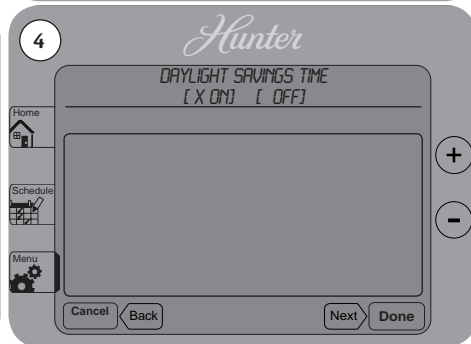 4
Hunter
DAYLIGHT SAVINGS TIME
[ X ON] [ OFF]
Home
+
Schedule
-
Menu
Cancel
Back
Next
Done